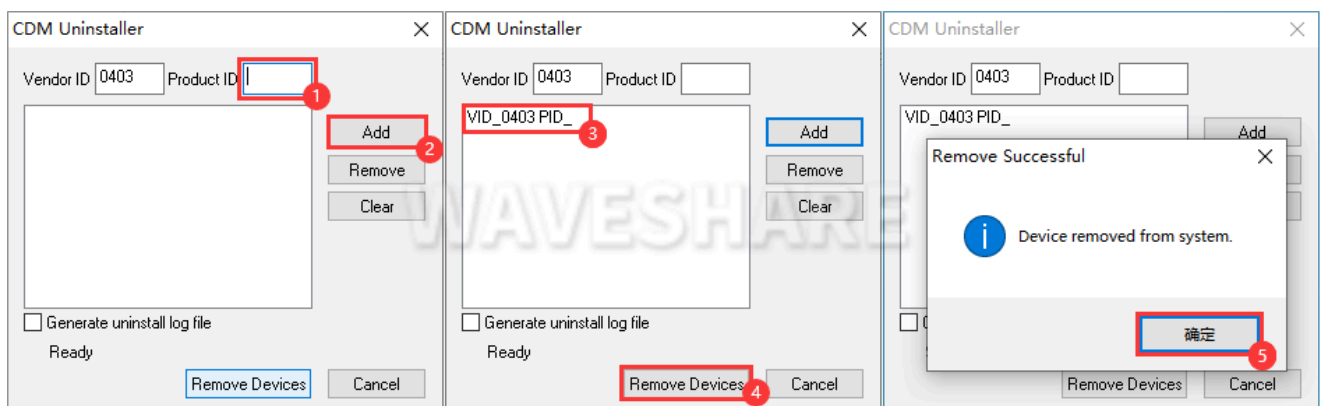 CDM Uninstaller
Vendor ID 0403 Product ID
1
Add
2
Remove
Clear
Generate uninstall log file
Ready
Remove Devices Cancel
CDM Uninstaller
Vendor ID 0403 Product ID
VID_0403 PID_
3
Add
Remove
Clear
Generate uninstall log file
Ready
Remove Devices 4 Cancel
CDM Uninstaller
Vendor ID 0403 Product ID
VID_0403 PID_
Add
Remove Successful
Device removed from system.
确定
5
Remove Devices Cancel
WAVESHARE